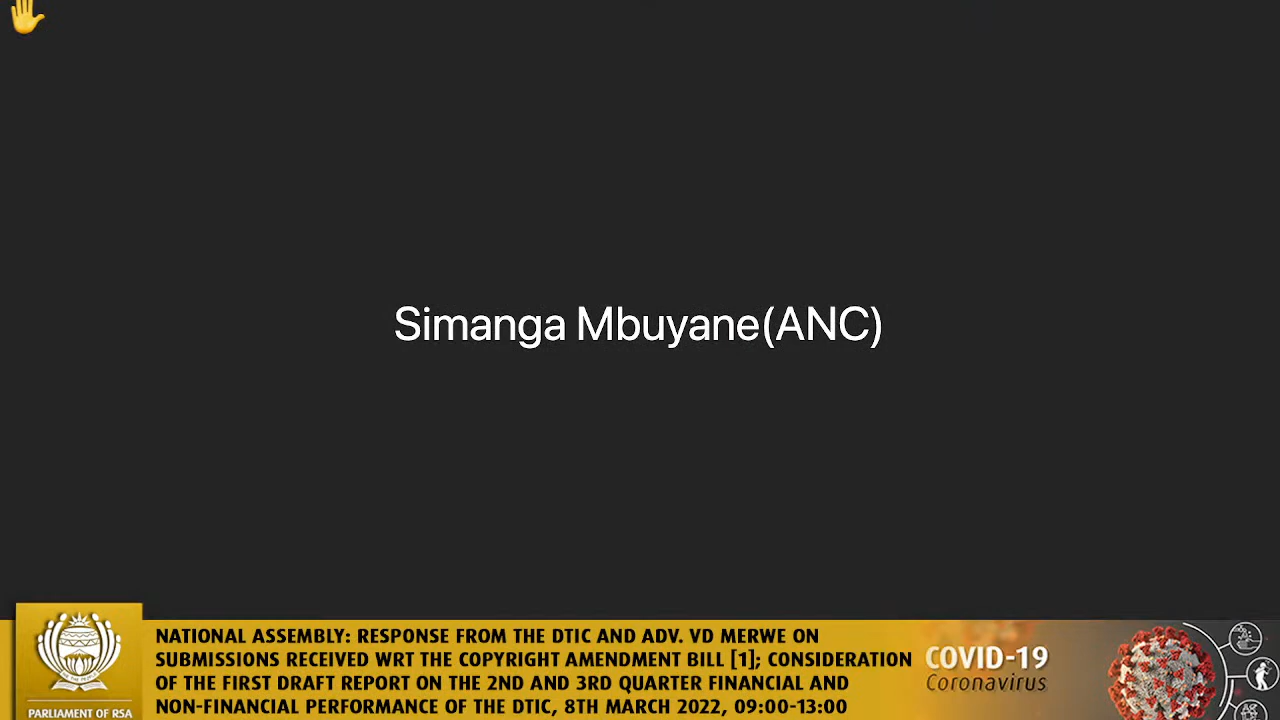 Simanga Mbuyane(ANC)
NATIONAL ASSEMBLY: RESPONSE FROM THE DTIC AND ADV. VD MERWE ON
SUBMISSIONS RECEIVED WRT THE COPYRIGHT AMENDMENT BILL [1]; CONSIDERATION
OF THE FIRST DRAFT REPORT ON THE 2ND AND 3RD QUARTER FINANCIAL AND
NON-FINANCIAL PERFORMANCE OF THE DTIC, 8TH MARCH 2022, 09:00-13:00
PARLIAMENT OF RSA
COVID-19
Coronavirus